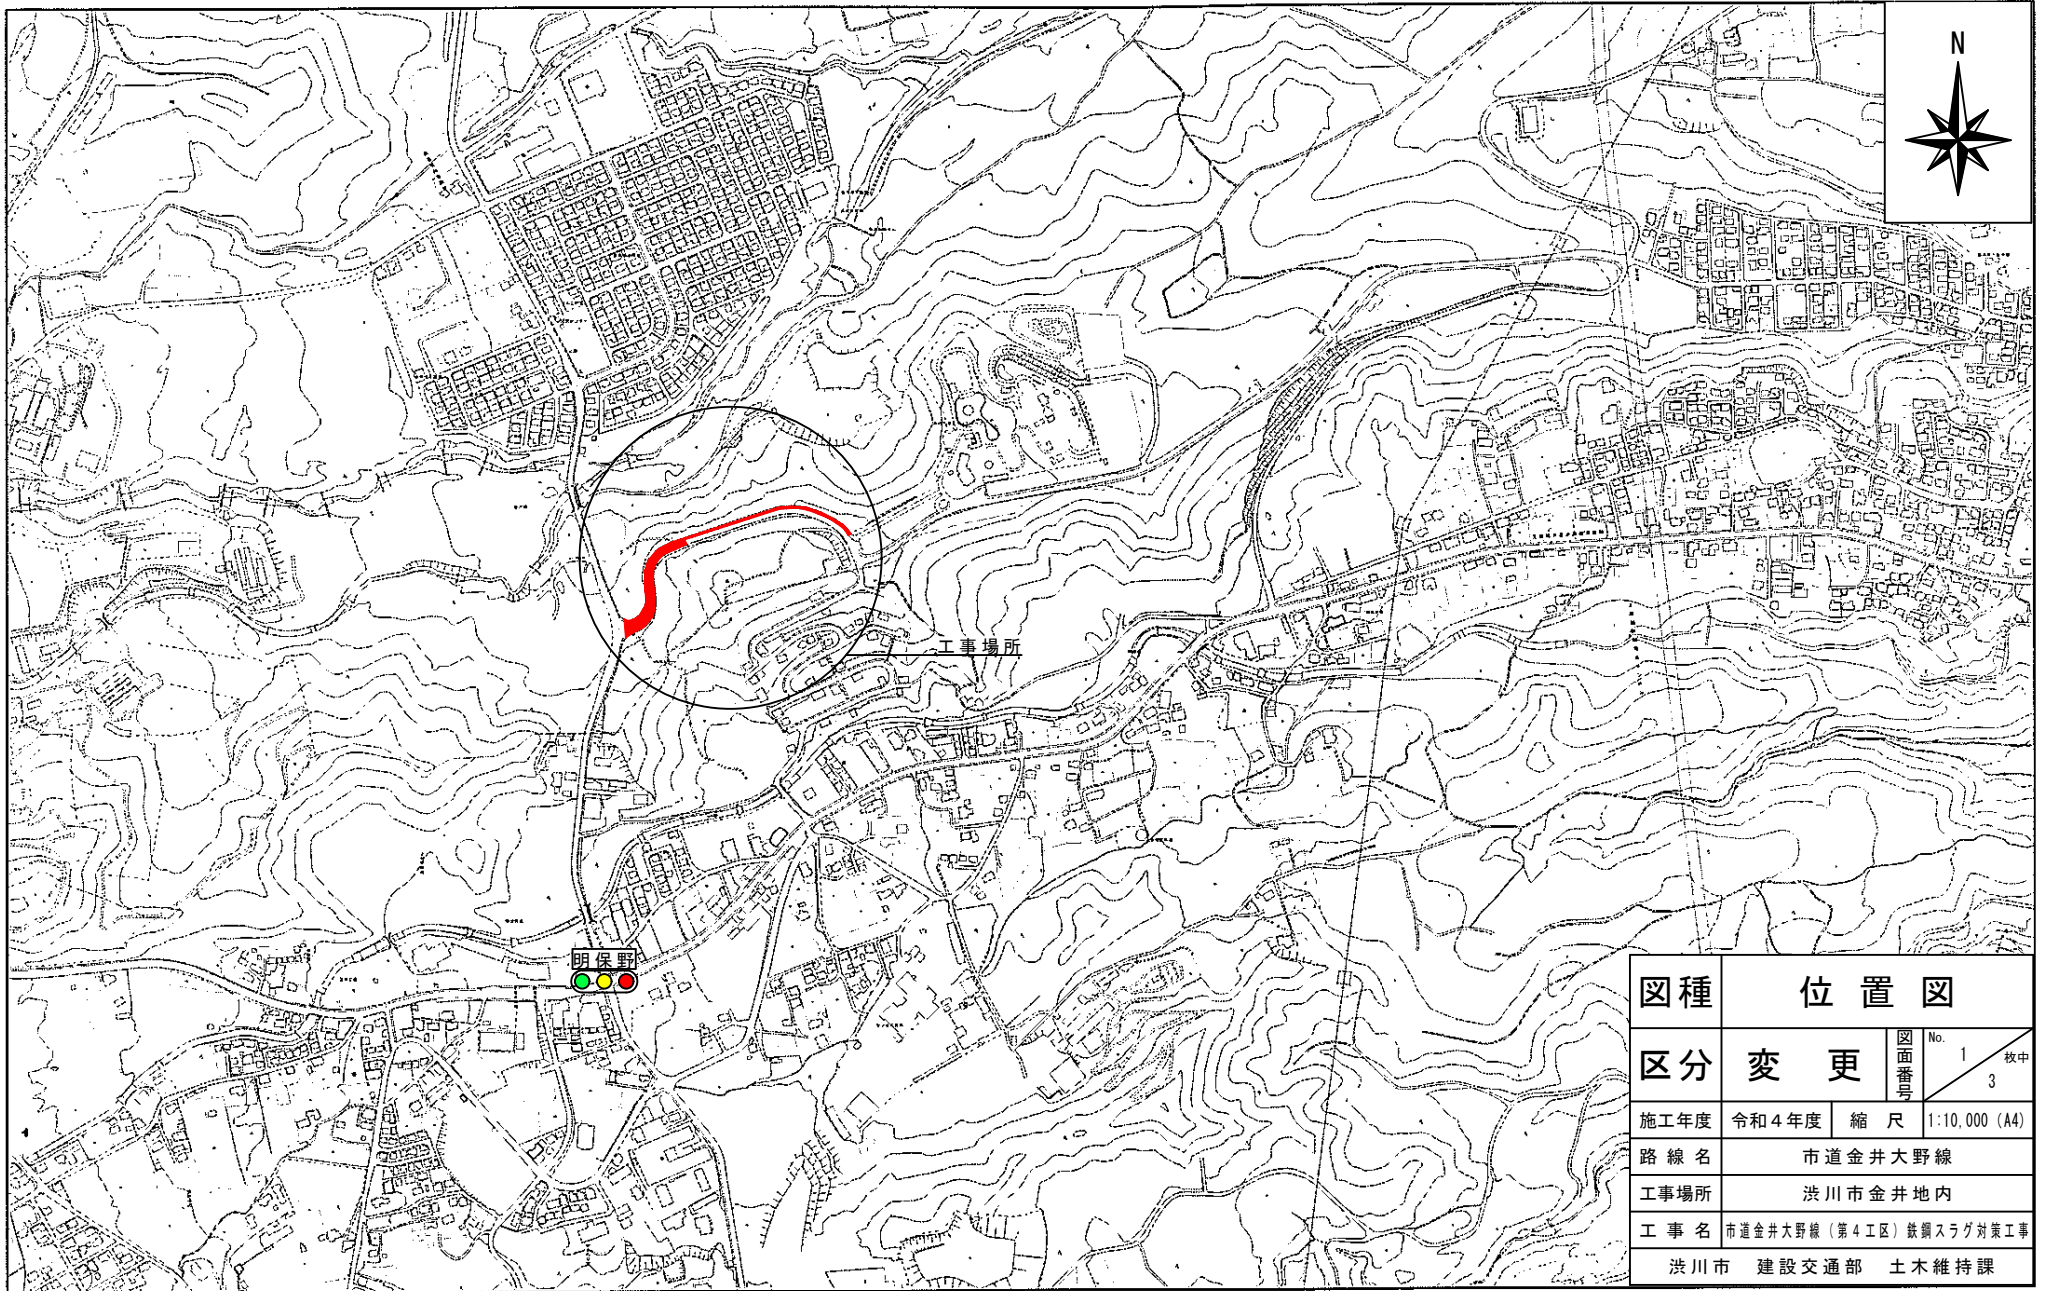 N
工事場所
明保野
図種 位置図
区分 変更 図面番号 No. 1 枚中 3
施工年度 令和4年度 縮尺 1:10,000 (A4)
路線名 市道金井大野線
工事場所 渋川市金井地内
工事名 市道金井大野線（第4工区）鉄鋼スラグ対策工事
渋川市 建設交通部 土木維持課